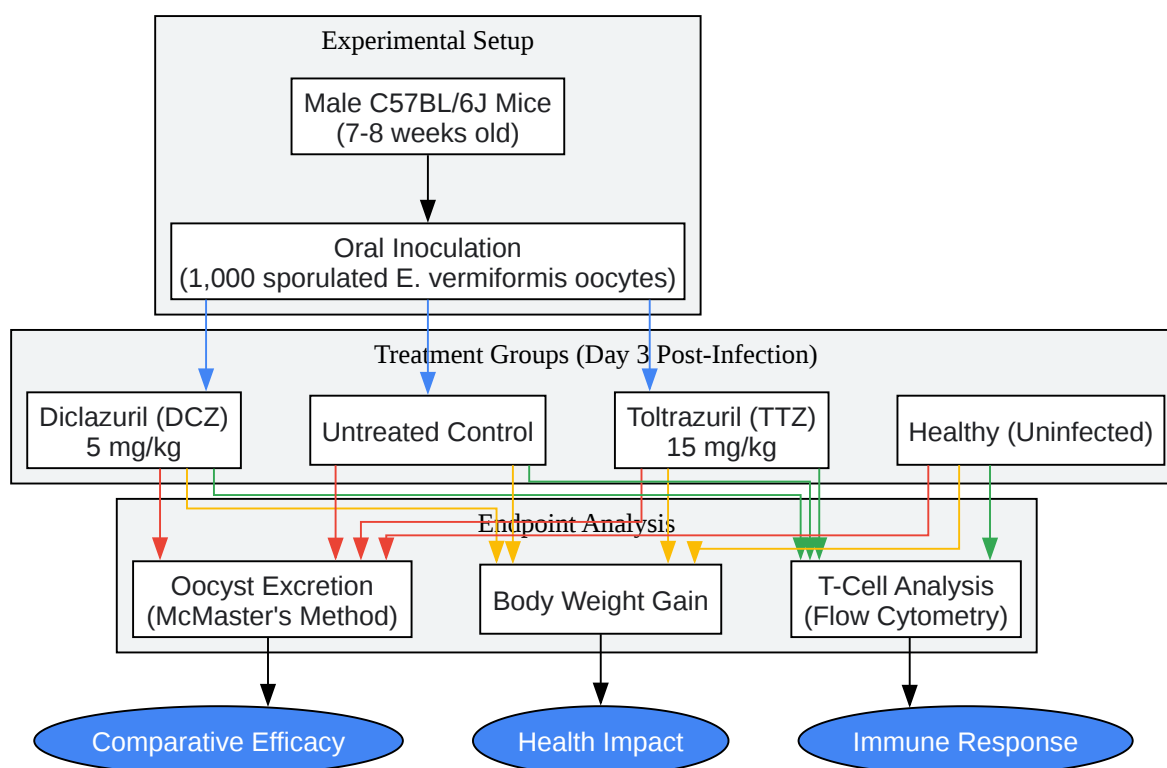 Experimental Setup
Male C57BL/6J Mice
(7-8 weeks old)
Oral Inoculation
(1,000 sporulated E. vermiformis oocytes)
Treatment Groups (Day 3 Post-Infection)
Diclazuril (DCZ)
5 mg/kg
Untreated Control
Toltrazuril (TTZ)
15 mg/kg
Healthy (Uninfected)
Endpoint Analysis
Oocyst Excretion
(McMaster's Method)
Body Weight Gain
T-Cell Analysis
(Flow Cytometry)
Comparative Efficacy
Health Impact
Immune Response